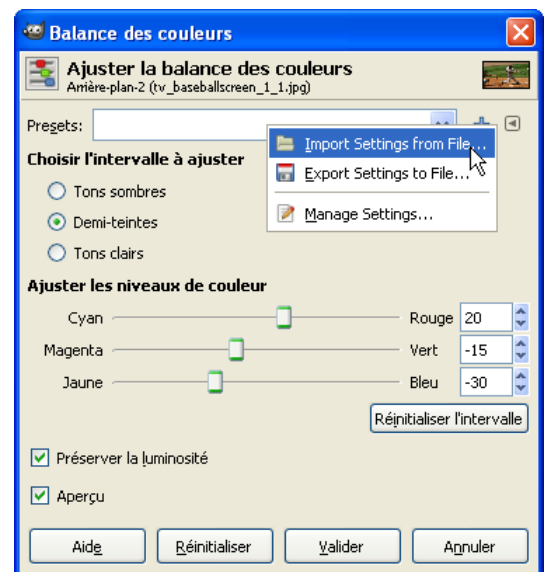 Balance des couleurs
Ajuster la balance des couleurs
Arrière-plan-2 (tv_baseballscreen_1_1.jpg)
Presets:
Import Settings from File...
Export Settings to File...
Manage Settings...
Choisir l'intervalle à ajuster
Tons sombres
Demi-teintes
Tons clairs
Ajuster les niveaux de couleur
Cyan Rouge 20
Magenta Vert -15
Jaune Bleu -30
Réinitialiser l'intervalle
Préserver la luminosité
Aperçu
Aide Réinitialiser Valider Annuler